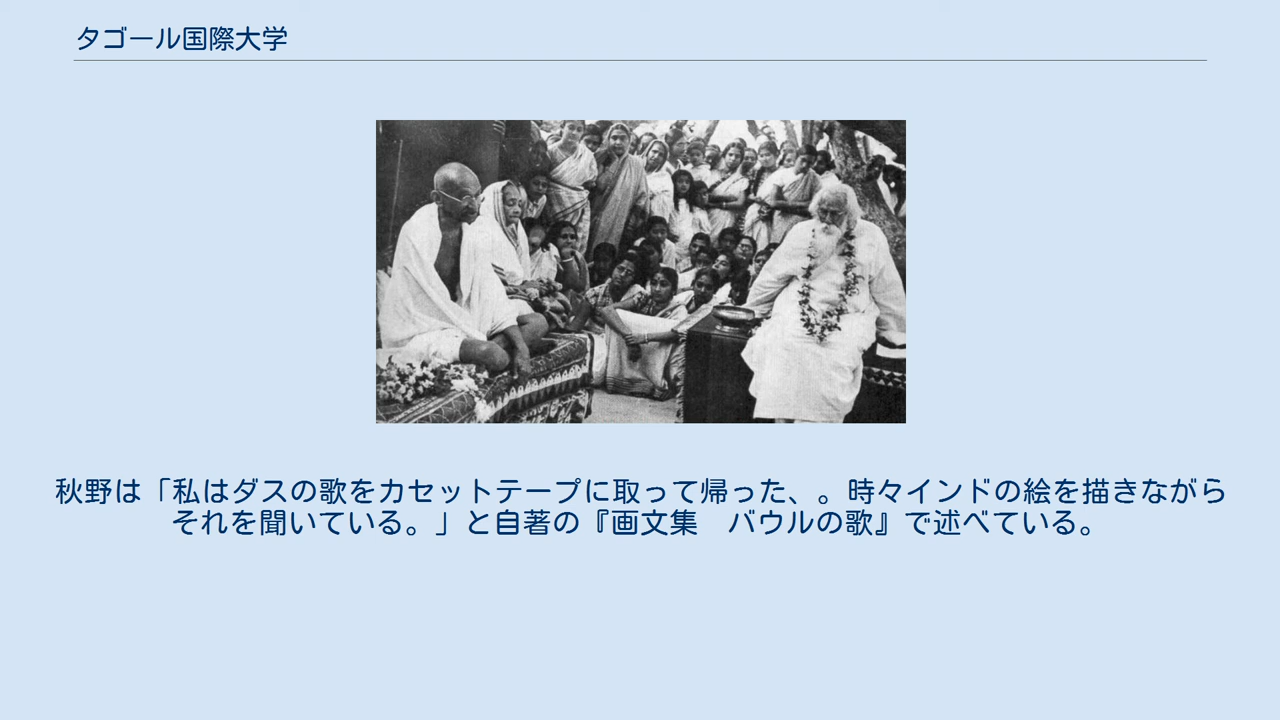 タゴール国際大学
秋野は「私はダスの歌をカセットテープに取って帰った、。時々インドの絵を描きながら
それを聞いている。」と自著の『画文集　バウルの歌』で述べている。